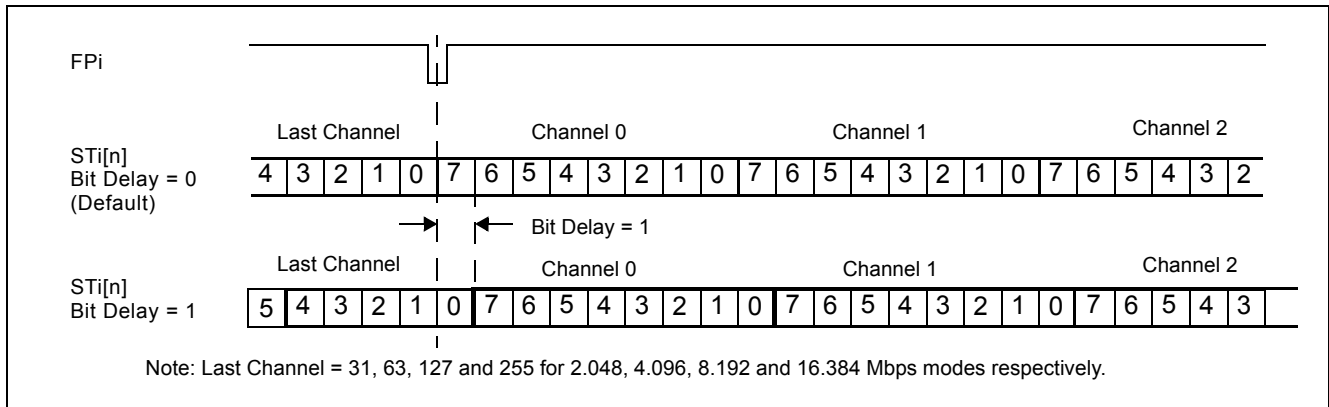 FPi
Last Channel Channel 0 Channel 1 Channel 2
STi[n]
Bit Delay = 0
(Default)
4 3 2 1 0 7 6 5 4 3 2 1 0 7 6 5 4 3 2 1 0 7 6 5 4 3 2
Bit Delay = 1
Last Channel Channel 0 Channel 1 Channel 2
STi[n]
Bit Delay = 1
5 4 3 2 1 0 7 6 5 4 3 2 1 0 7 6 5 4 3 2 1 0 7 6 5 4 3
Note: Last Channel = 31, 63, 127 and 255 for 2.048, 4.096, 8.192 and 16.384 Mbps modes respectively.